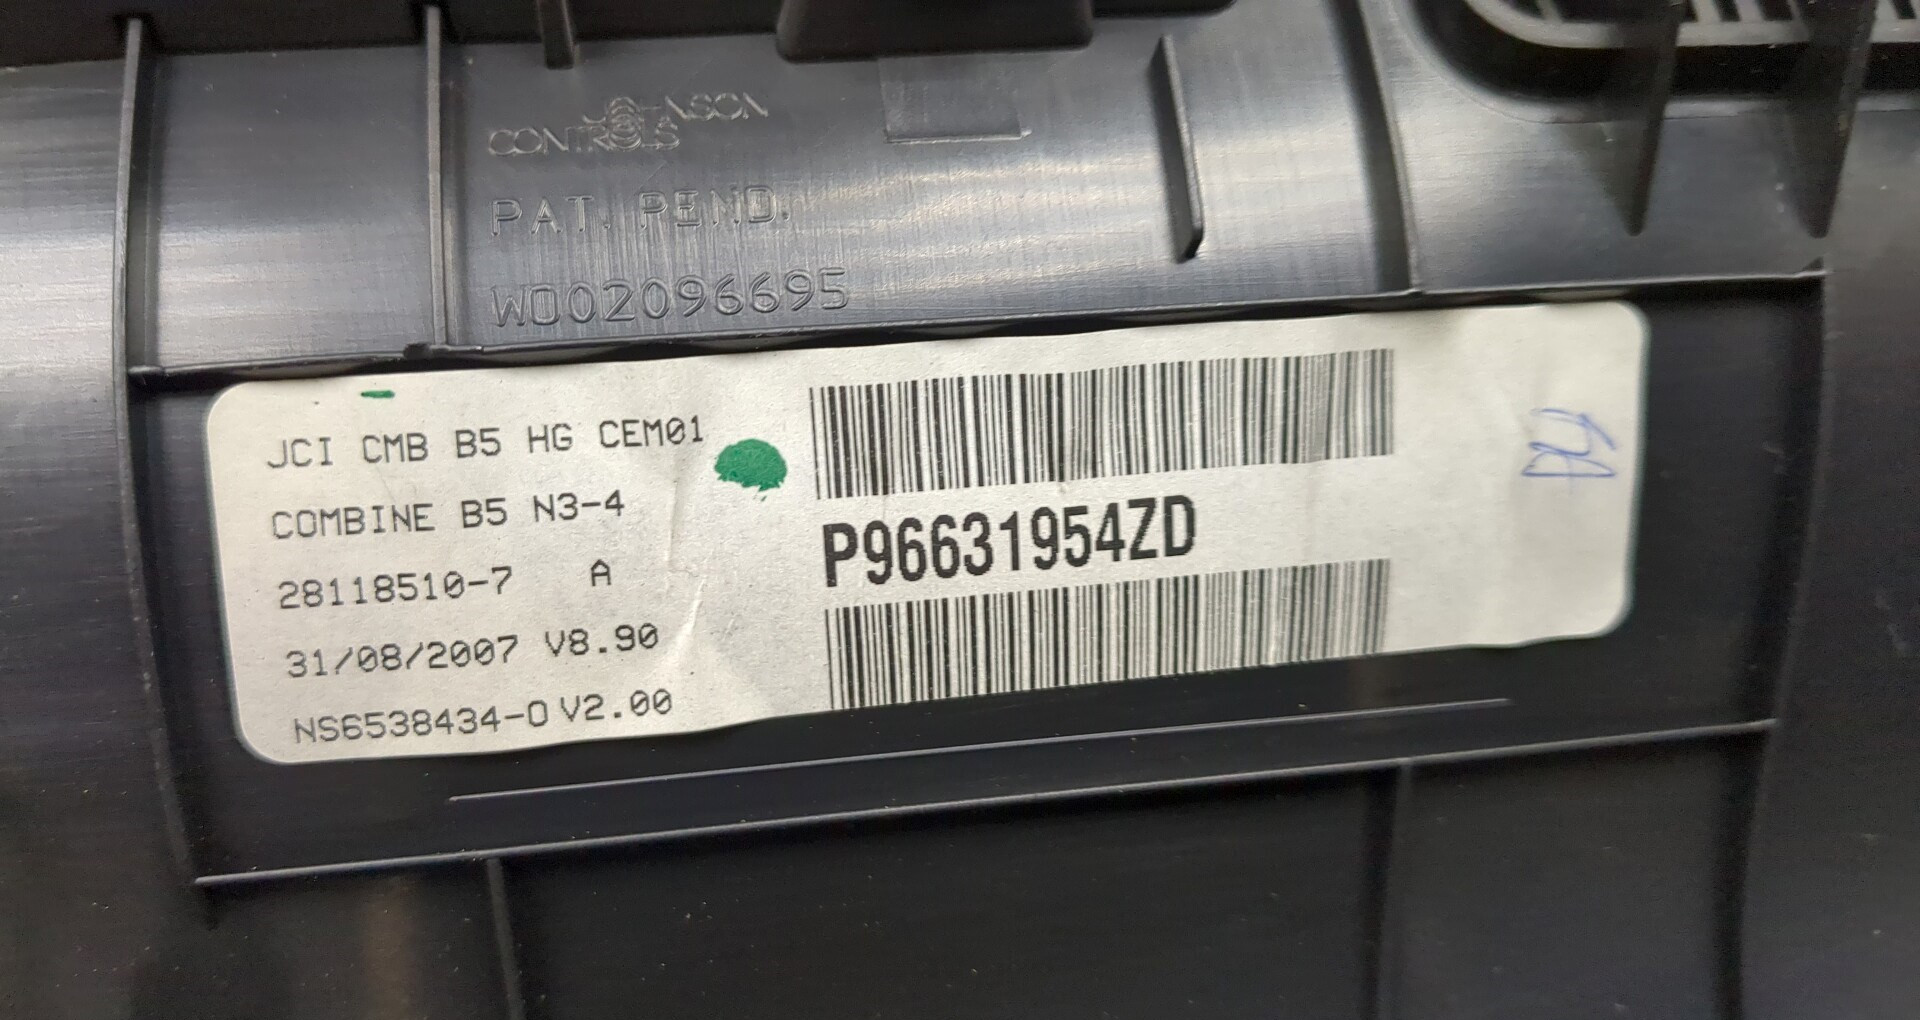 JOHNSON
CONTROLS
PAT. PEND.
WO02096695
JCI CMB B5 HG CEM01
COMBINE B5 N3-4
28118510-7 A
31/08/2007 V8.90
NS6538434-0 V2.00
P96631954ZD